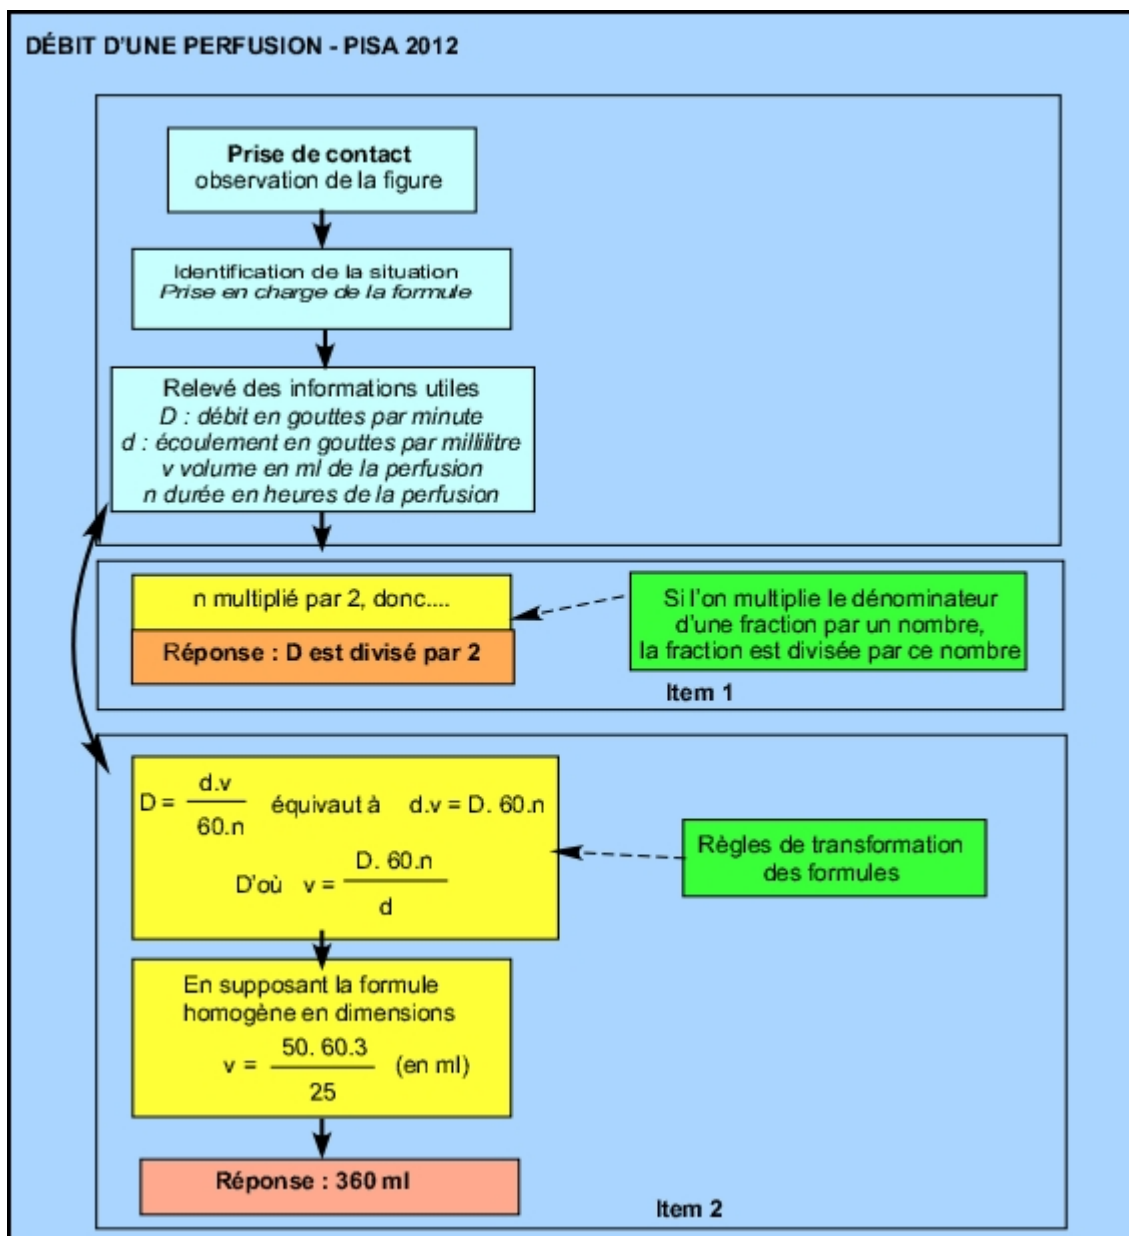 DÉBIT D'UNE PERFUSION - PISA 2012
Prise de contact
observation de la figure
Identification de la situation
Prise en charge de la formule
Relevé des informations utiles
D : débit en gouttes par minute
d : écoulement en gouttes par millilitre
v volume en ml de la perfusion
n durée en heures de la perfusion
n multiplié par 2, donc....
Réponse : D est divisé par 2
Si l'on multiplie le dénominateur
d'une fraction par un nombre,
la fraction est divisée par ce nombre
Item 1
D = d.v / 60.n équivaut à d.v = D. 60.n
D'où v = D. 60.n / d
Règles de transformation
des formules
En supposant la formule
homogène en dimensions
v = 50. 60.3 / 25 (en ml)
Réponse : 360 ml
Item 2